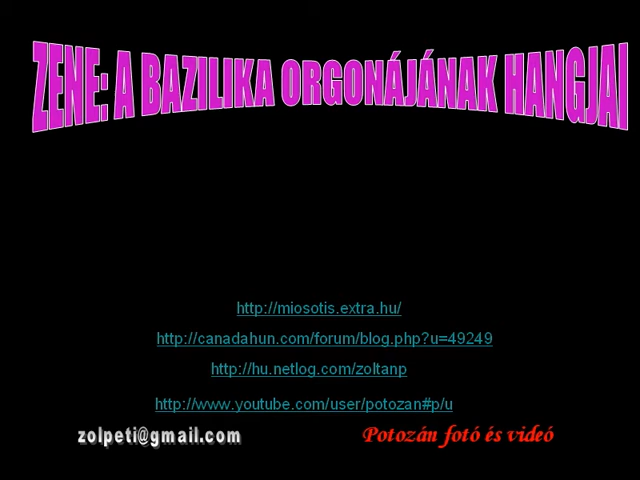 ZENE: A BAZILIKA ORGONÁJÁNAK HANGJAI
http://miosotis.extra.hu/
http://canadahun.com/forum/blog.php?u=49249
http://hu.netlog.com/zoltanp
http://www.youtube.com/user/potozan#p/u
zolpeti@gmail.com Potozán fotó és videó